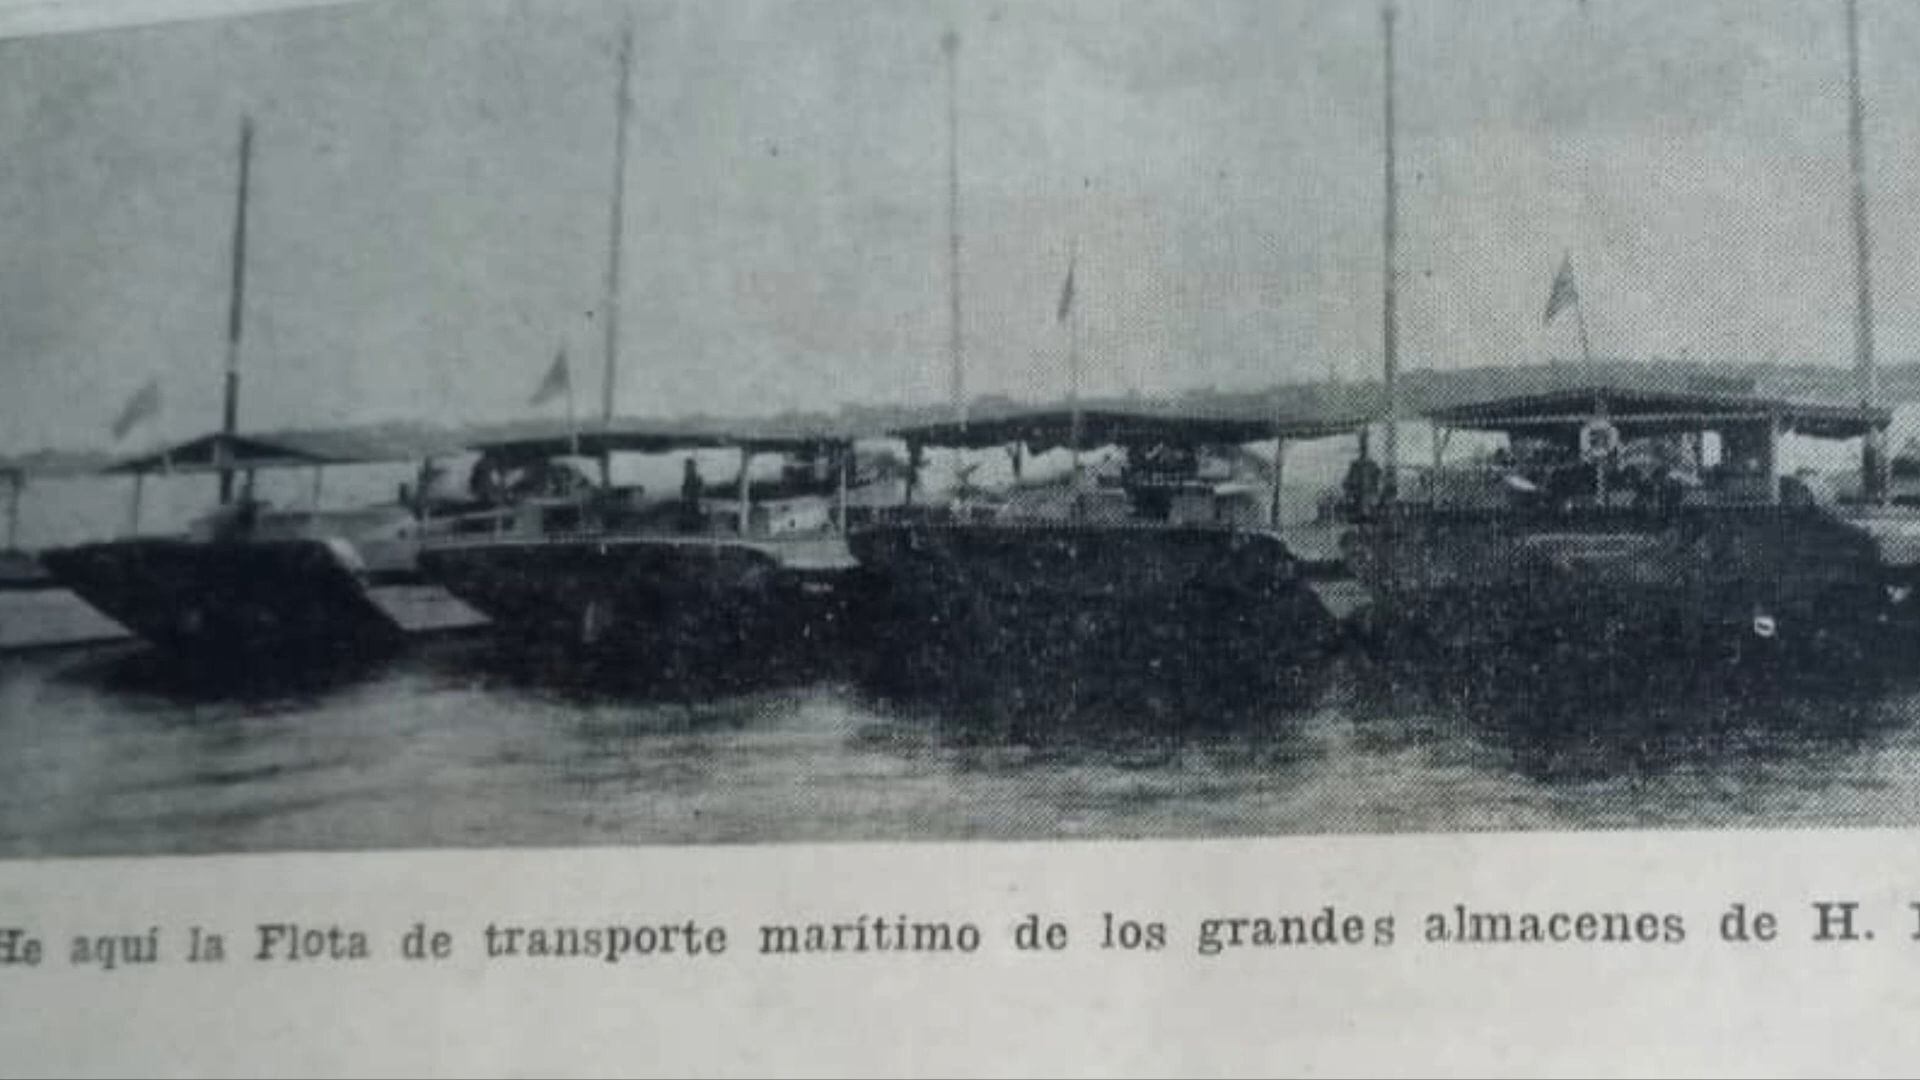 He aquí la Flota de transporte marítimo de los grandes almacenes de H.